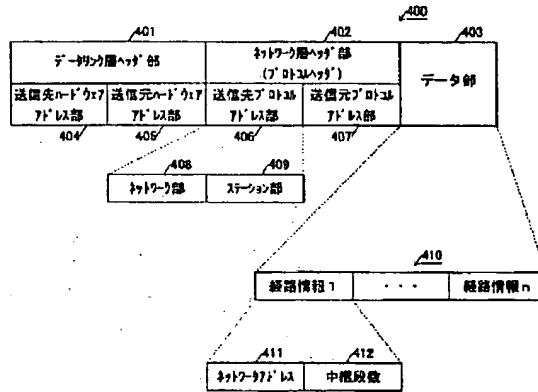 400
401
402
403
データリンク層ヘッダ部
ネットワーク層ヘッダ部
(プロトコルヘッダ)
データ部
送信先ハードウェア
アドレス部
送信元ハードウェア
アドレス部
送信先プロトコル
アドレス部
送信元プロトコル
アドレス部
404
405
406
407
408
409
ネットワーク部
ステーション部
410
経路情報1
・・・
経路情報n
411
412
ネットワークアドレス
中継段数